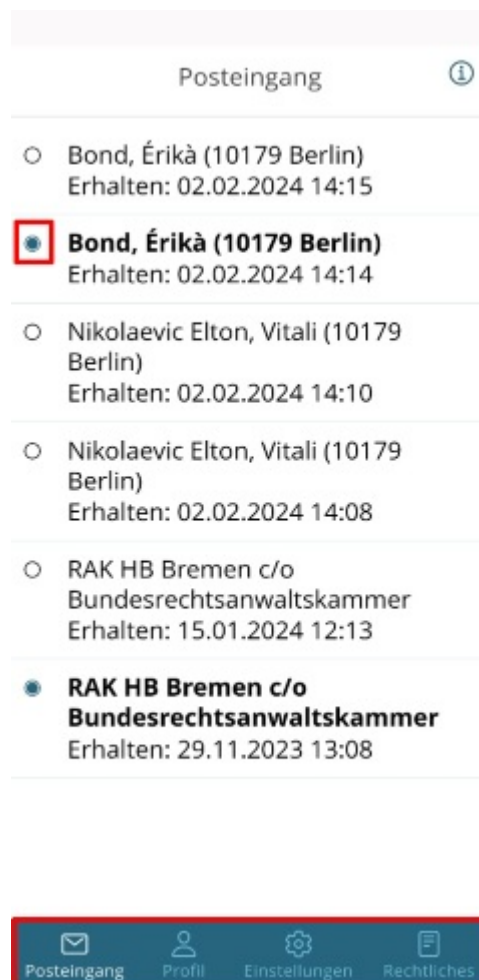 Posteingang
Bond, Érikà (10179 Berlin)
Erhalten: 02.02.2024 14:15
Bond, Érikà (10179 Berlin)
Erhalten: 02.02.2024 14:14
Nikolaevic Elton, Vitali (10179
Berlin)
Erhalten: 02.02.2024 14:10
Nikolaevic Elton, Vitali (10179
Berlin)
Erhalten: 02.02.2024 14:08
RAK HB Bremen c/o
Bundesrechtsanwaltskammer
Erhalten: 15.01.2024 12:13
RAK HB Bremen c/o
Bundesrechtsanwaltskammer
Erhalten: 29.11.2023 13:08
Posteingang Profil Einstellungen Rechtliches